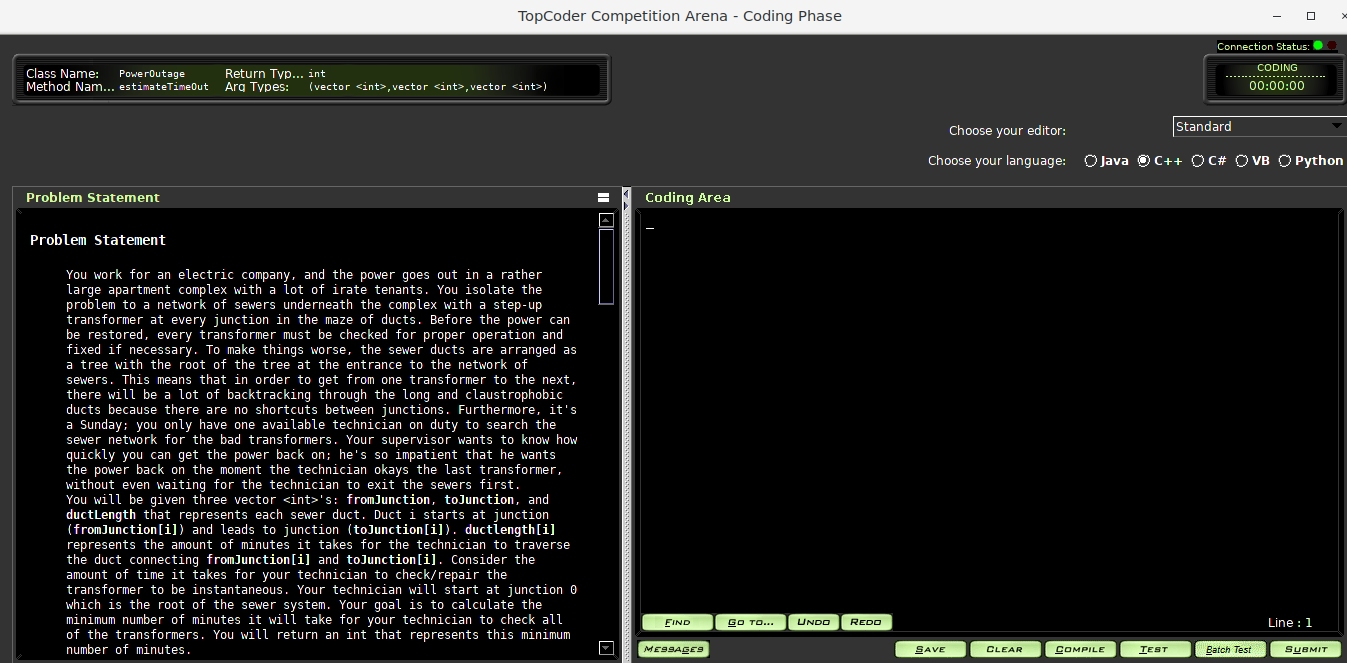 TopCoder Competition Arena - Coding Phase
Connection Status:
Class Name: PowerOutage Return Typ... int
Method Nam... estimateTimeOut Arg Types: (vector <int>,vector <int>,vector <int>)
CODING
00:00:00
Choose your editor: Standard
Choose your language: Java C++ C# VB Python
Problem Statement
Coding Area
Problem Statement
You work for an electric company, and the power goes out in a rather
large apartment complex with a lot of irate tenants. You isolate the
problem to a network of sewers underneath the complex with a step-up
transformer at every junction in the maze of ducts. Before the power can
be restored, every transformer must be checked for proper operation and
fixed if necessary. To make things worse, the sewer ducts are arranged as
a tree with the root of the tree at the entrance to the network of
sewers. This means that in order to get from one transformer to the next,
there will be a lot of backtracking through the long and claustrophobic
ducts because there are no shortcuts between junctions. Furthermore, it's
a Sunday; you only have one available technician on duty to search the
sewer network for the bad transformers. Your supervisor wants to know how
quickly you can get the power back on; he's so impatient that he wants
the power back on the moment the technician okays the last transformer,
without even waiting for the technician to exit the sewers first.
You will be given three vector <int>'s: fromJunction, toJunction, and
ductLength that represents each sewer duct. Duct i starts at junction
(fromJunction[i]) and leads to junction (toJunction[i]). ductlength[i]
represents the amount of minutes it takes for the technician to traverse
the duct connecting fromJunction[i] and toJunction[i]. Consider the
amount of time it takes for your technician to check/repair the
transformer to be instantaneous. Your technician will start at junction 0
which is the root of the sewer system. Your goal is to calculate the
minimum number of minutes it will take for your technician to check all
of the transformers. You will return an int that represents this minimum
number of minutes.
FIND GO TO... UNDO REDO
Line : 1
MESSAGES SAVE CLEAR COMPILE TEST Batch Test SUBMIT